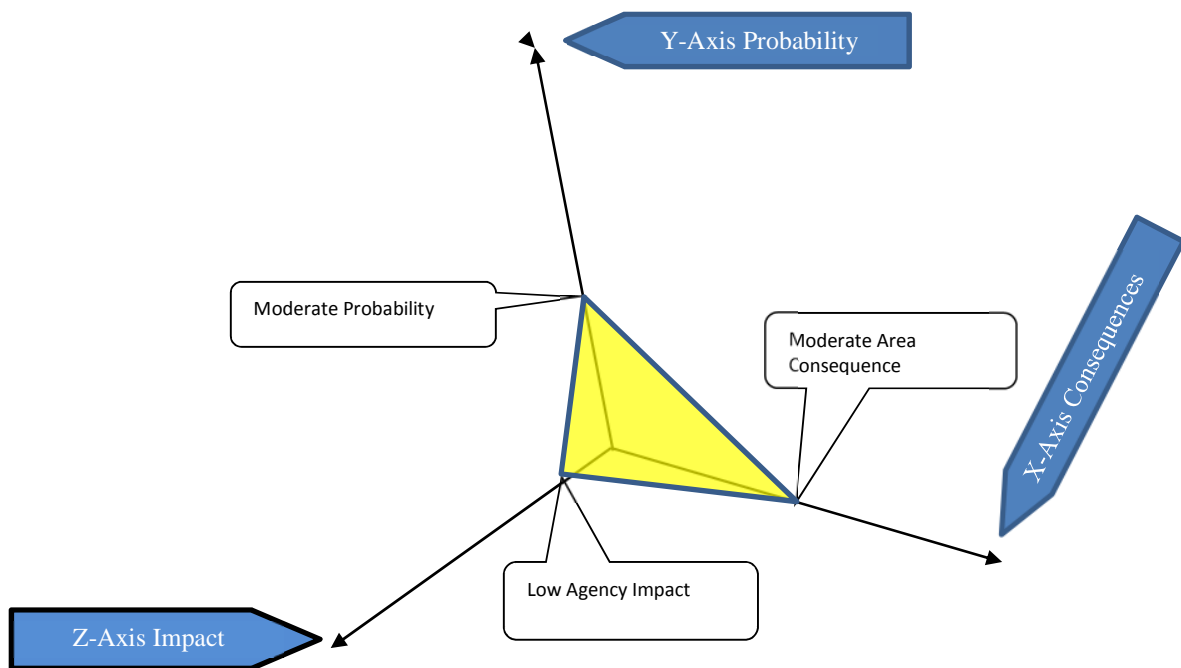 Y-Axis Probability
Moderate Probability
Moderate Area
Consequence
X-Axis Consequences
Low Agency Impact
Z-Axis Impact